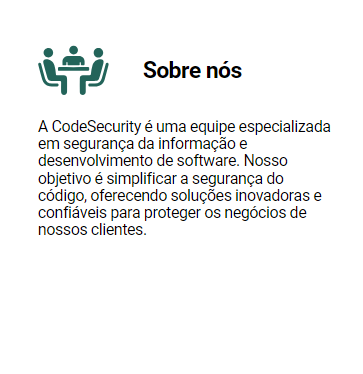 Sobre nós
A CodeSecurity é uma equipe especializada
em segurança da informação e
desenvolvimento de software. Nosso
objetivo é simplificar a segurança do
código, oferecendo soluções inovadoras e
confiáveis para proteger os negócios de
nossos clientes.